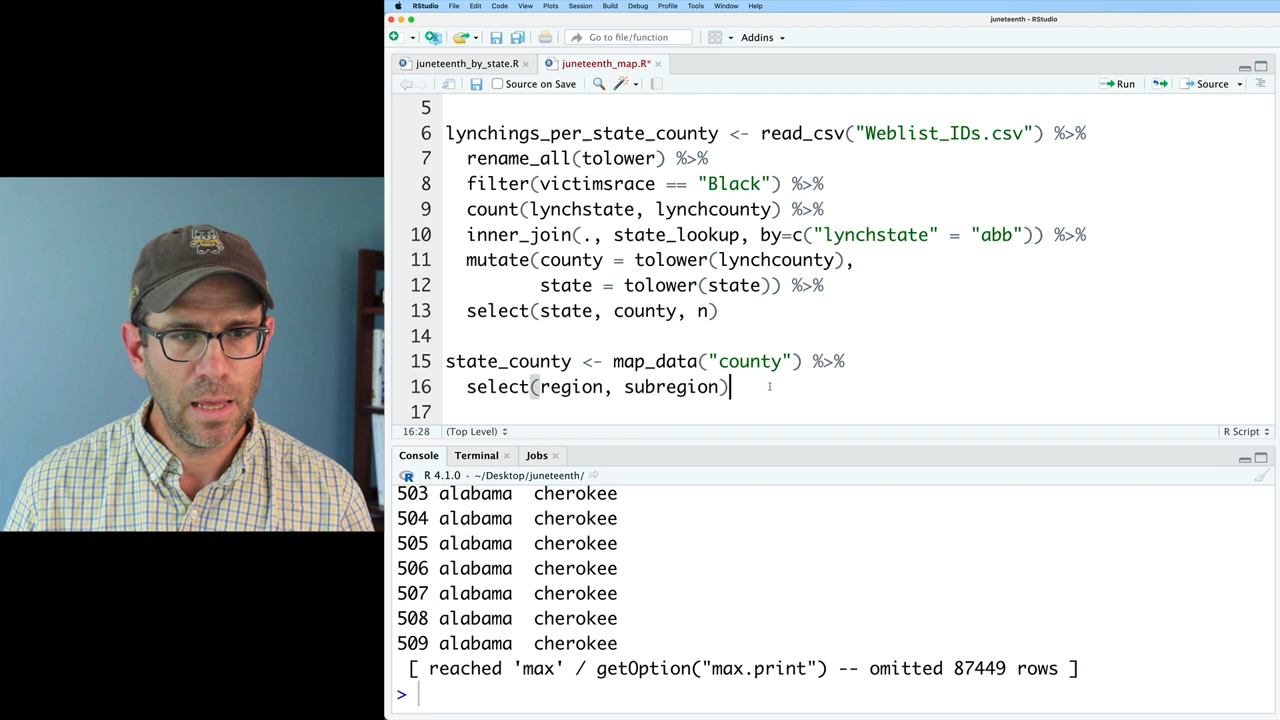 RStudio File Edit Code View Plots Session Build Debug Profile Tools Window Help
juneteenth - RStudio
Go to file/function Addins
juneteenth_by_state.R juneteenth_map.R*
Source on Save Run Source
5
6 lynchings_per_state_county <- read_csv("Weblist_IDs.csv") %>%
7 rename_all(tolower) %>%
8 filter(victimsrace == "Black") %>%
9 count(lynchstate, lynchcounty) %>%
10 inner_join(., state_lookup, by=c("lynchstate" = "abb")) %>%
11 mutate(county = tolower(lynchcounty),
12 state = tolower(state)) %>%
13 select(state, county, n)
14
15 state_county <- map_data("county") %>%
16 select(region, subregion)
17
16:28 (Top Level) R Script
Console Terminal Jobs
R 4.1.0 · ~/Desktop/juneteenth/
503 alabama cherokee
504 alabama cherokee
505 alabama cherokee
506 alabama cherokee
507 alabama cherokee
508 alabama cherokee
509 alabama cherokee
[ reached 'max' / getOption("max.print") -- omitted 87449 rows ]
>